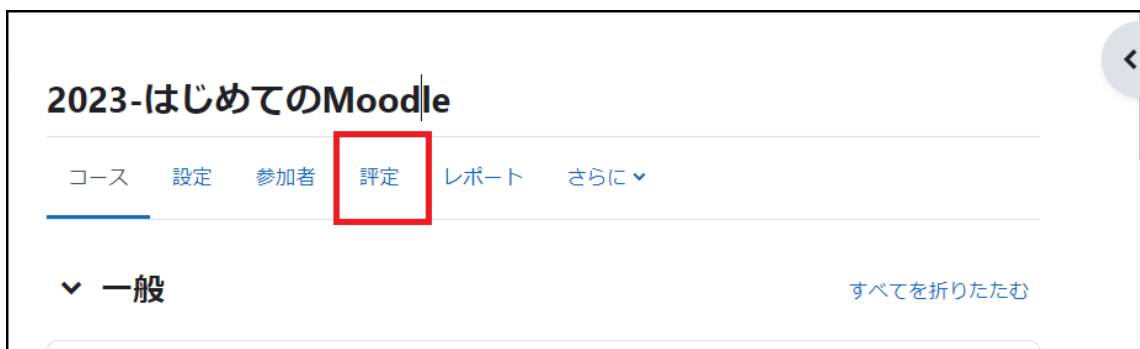 2023-はじめてのMoodle
コース 設定 参加者 評定 レポート さらに
一般 すべてを折りたたむ